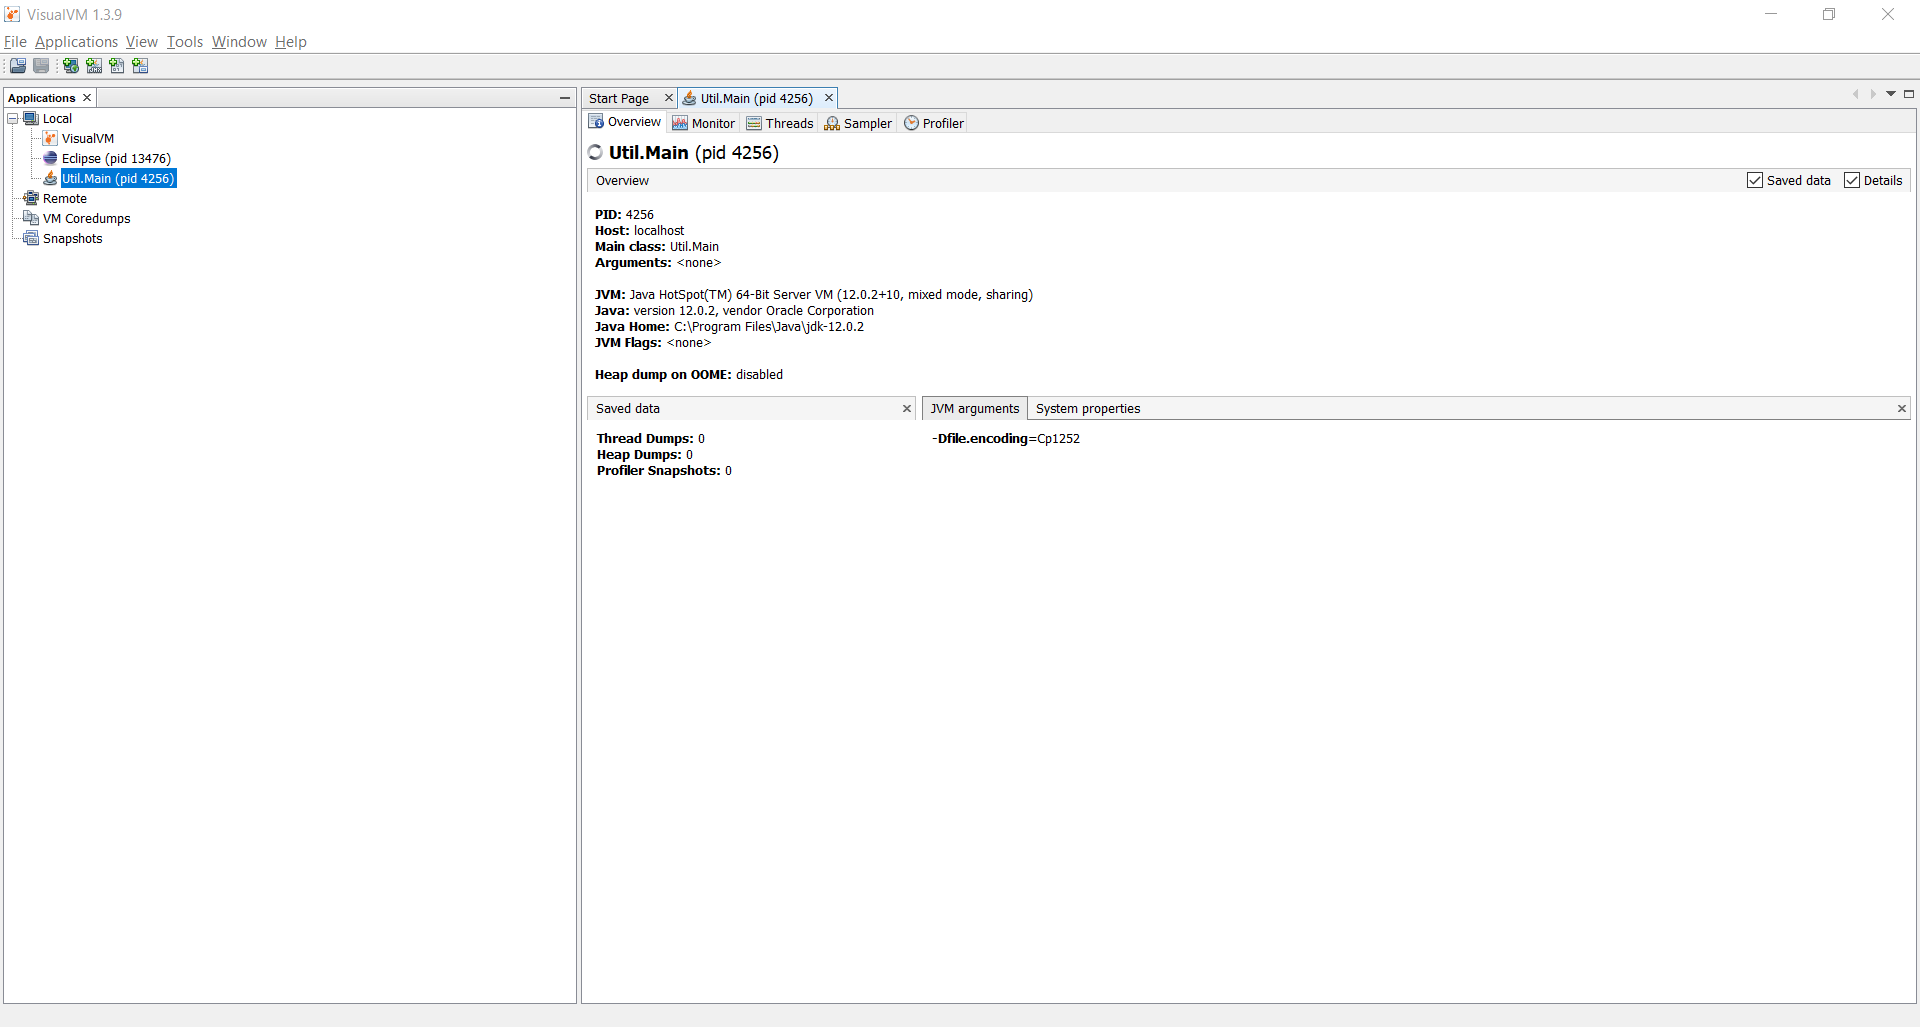 VisualVM 1.3.9
File Applications View Tools Window Help
Applications
Local
VisualVM
Eclipse (pid 13476)
Util.Main (pid 4256)
Remote
VM Coredumps
Snapshots
Start Page Util.Main (pid 4256)
Overview Monitor Threads Sampler Profiler
Util.Main (pid 4256)
Overview Saved data Details
PID: 4256
Host: localhost
Main class: Util.Main
Arguments: <none>
JVM: Java HotSpot(TM) 64-Bit Server VM (12.0.2+10, mixed mode, sharing)
Java: version 12.0.2, vendor Oracle Corporation
Java Home: C:\Program Files\Java\jdk-12.0.2
JVM Flags: <none>
Heap dump on OOME: disabled
Saved data
Thread Dumps: 0
Heap Dumps: 0
Profiler Snapshots: 0
JVM arguments System properties
-Dfile.encoding=Cp1252